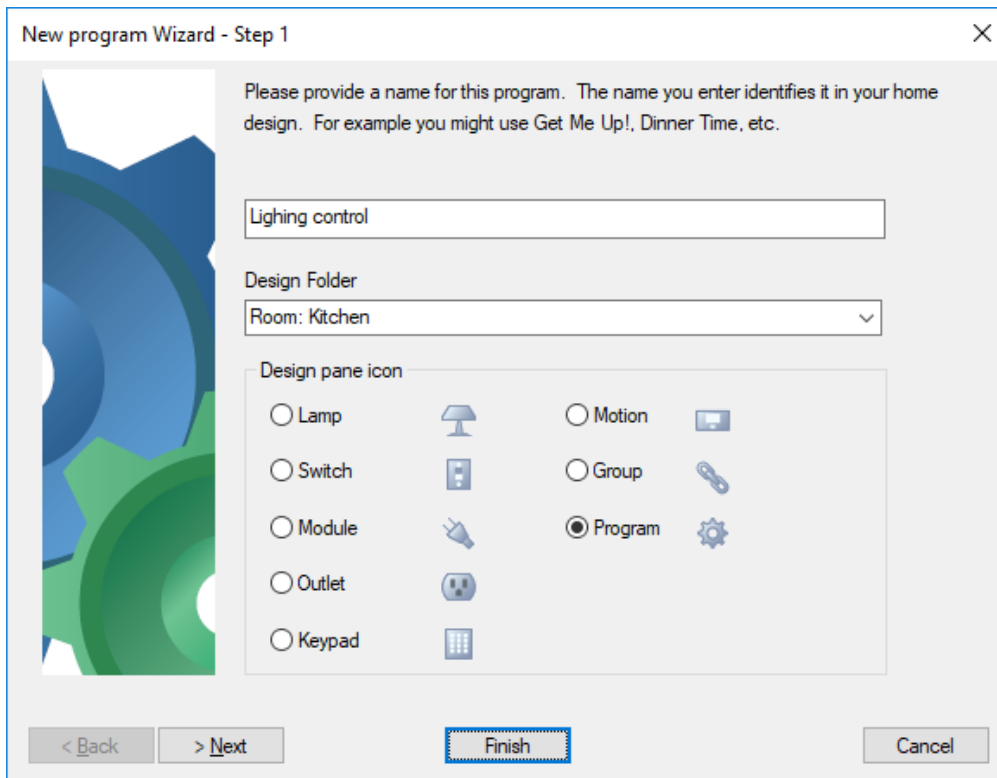 New program Wizard - Step 1
Please provide a name for this program.  The name you enter identifies it in your home
design.  For example you might use Get Me Up!, Dinner Time, etc.
Lighing control
Design Folder
Room: Kitchen
Design pane icon
Lamp
Motion
Switch
Group
Module
Program
Outlet
Keypad
< Back
> Next
Finish
Cancel